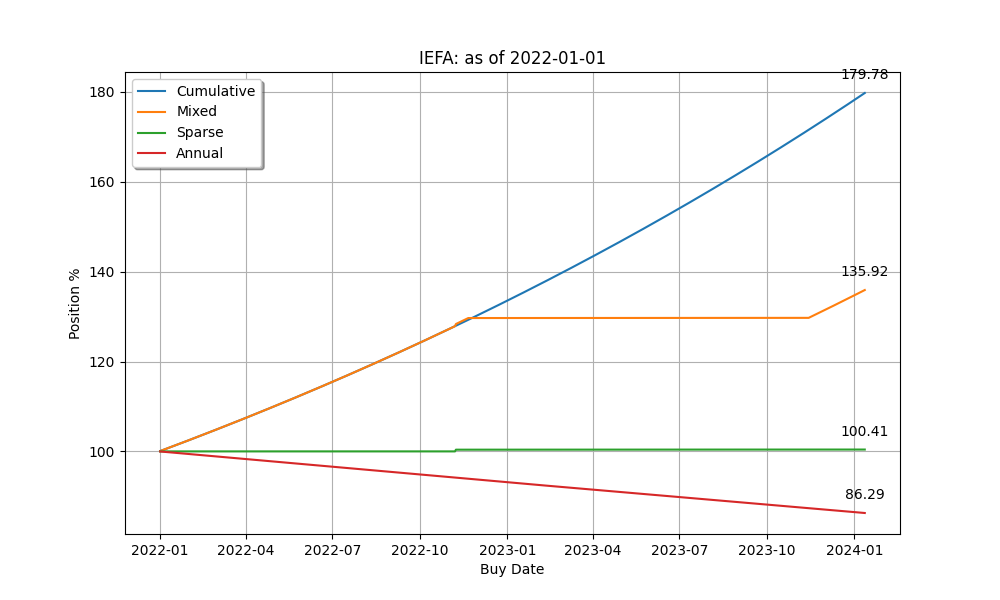 IEFA: as of 2022-01-01
179.78
180
Cumulative
Mixed
Sparse
Annual
160
140
135.92
120
100.41
100
86.29
Position %
2022-01 2022-04 2022-07 2022-10 2023-01 2023-04 2023-07 2023-10 2024-01
Buy Date